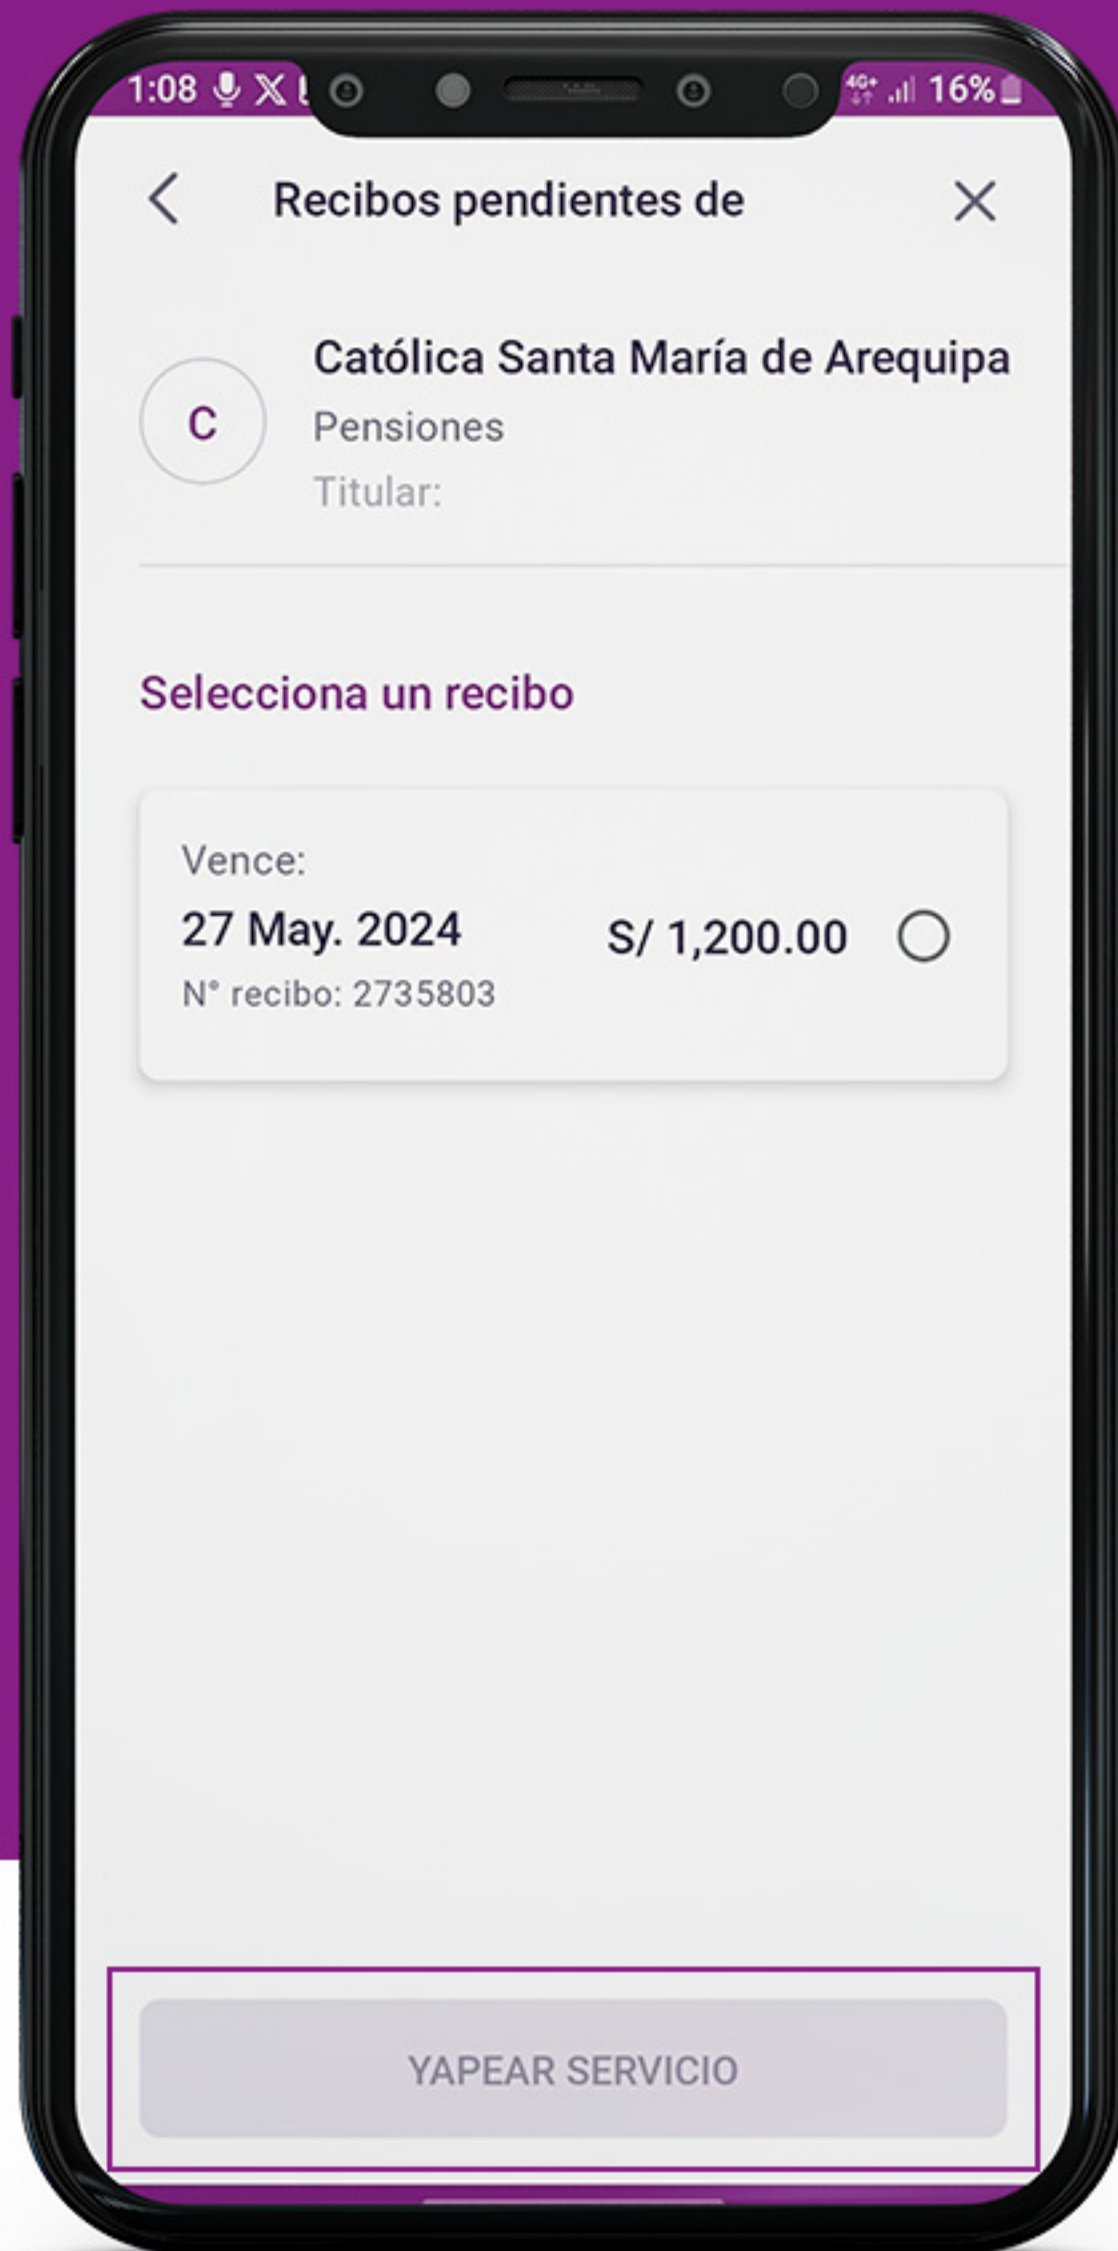 1:08 4G+ 16%
Recibos pendientes de
Católica Santa María de Arequipa
C
Pensiones
Titular:
Selecciona un recibo
Vence:
27 May. 2024 S/ 1,200.00
N° recibo: 2735803
YAPEAR SERVICIO